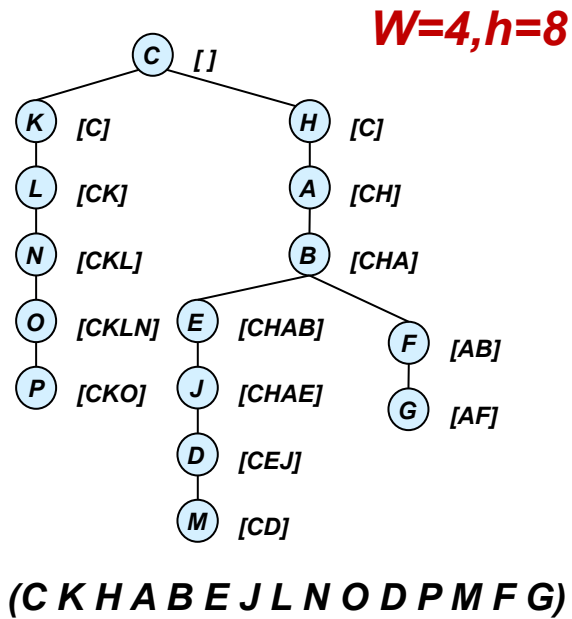 W=4,h=8
C [ ]
K [C] H [C]
L [CK] A [CH]
N [CKL] B [CHA]
O [CKLN] E [CHAB] F [AB]
P [CKO] J [CHAE] G [AF]
D [CEJ]
M [CD]
(C K H A B E J L N O D P M F G)